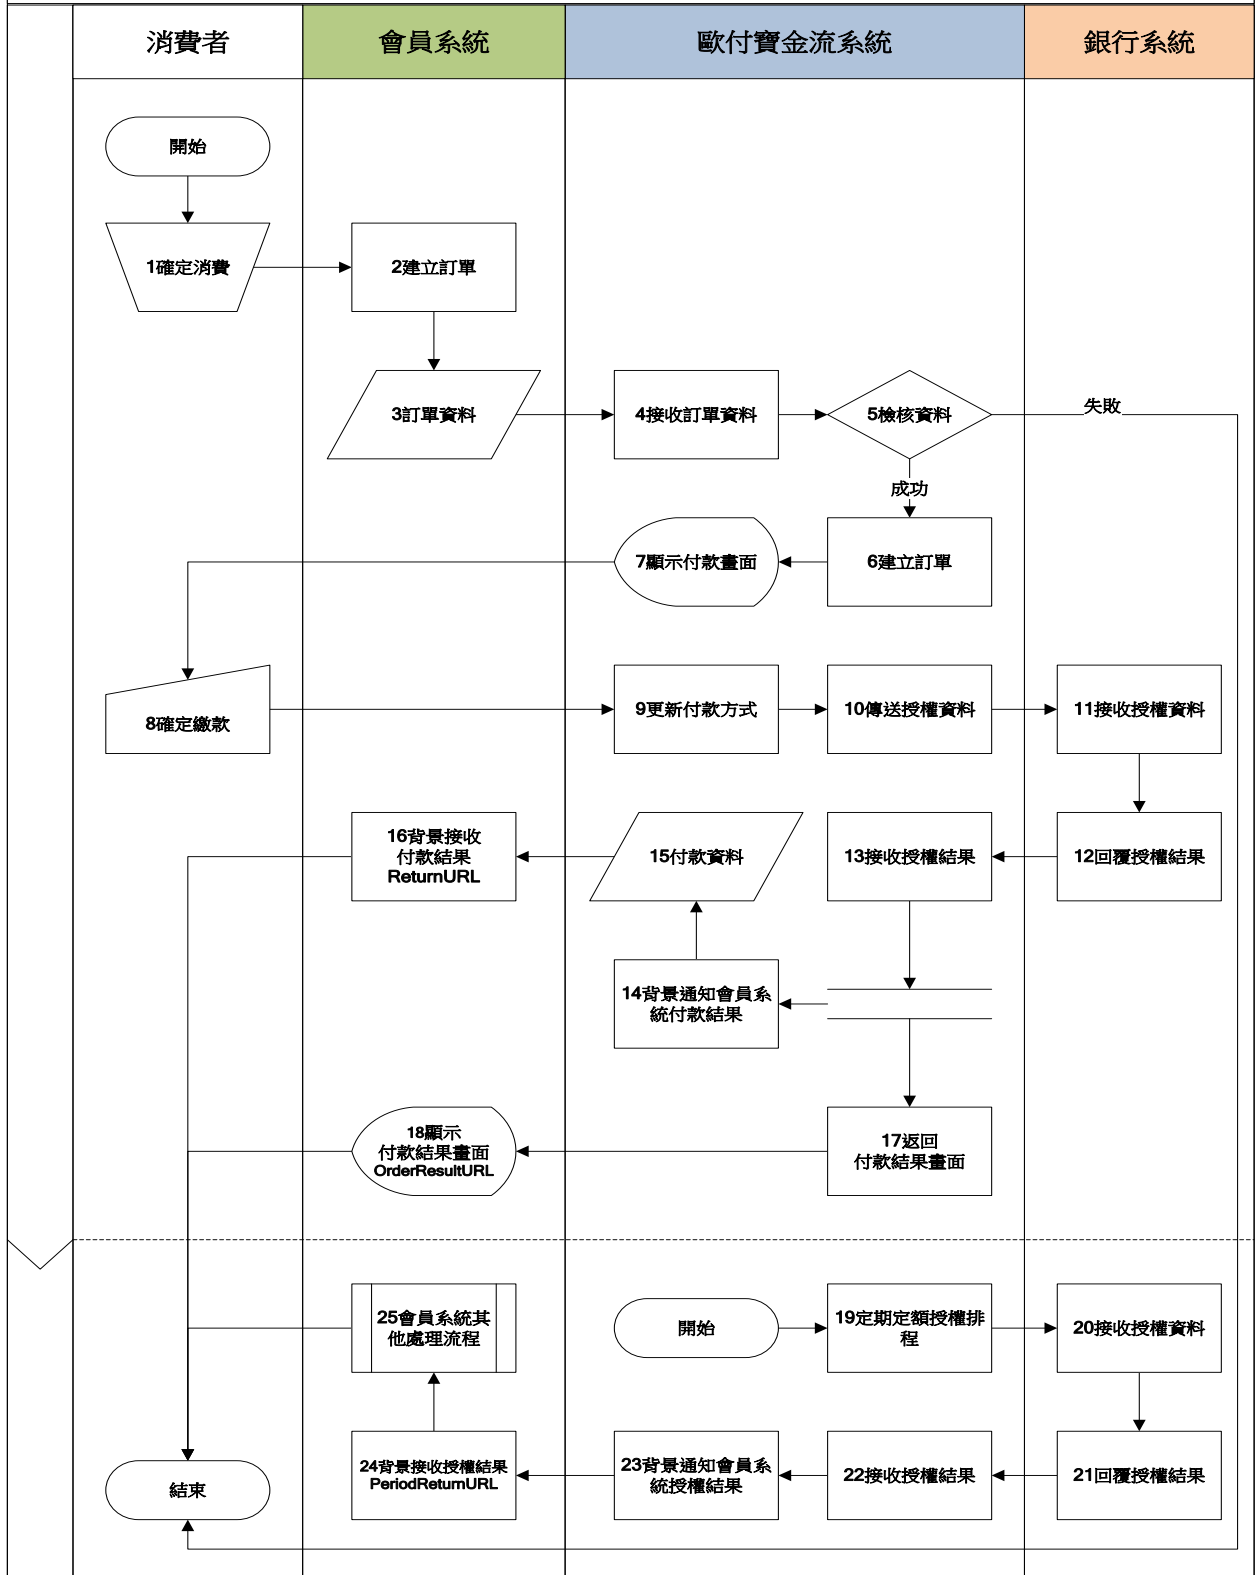 消費者
會員系統
歐付寶金流系統
銀行系統
開始
1確定消費
2建立訂單
3訂單資料
4接收訂單資料
5檢核資料
失敗
成功
7顯示付款畫面
6建立訂單
8確定繳款
9更新付款方式
10傳送授權資料
11接收授權資料
16背景接收
付款結果
ReturnURL
15付款資料
13接收授權結果
12回覆授權結果
14背景通知會員系
統付款結果
18顯示
付款結果畫面
OrderResultURL
17返回
付款結果畫面
25會員系統其
他處理流程
開始
19定期定額授權排
程
20接收授權資料
24背景接收授權結果
PeriodReturnURL
23背景通知會員系
統授權結果
22接收授權結果
21回覆授權結果
結束